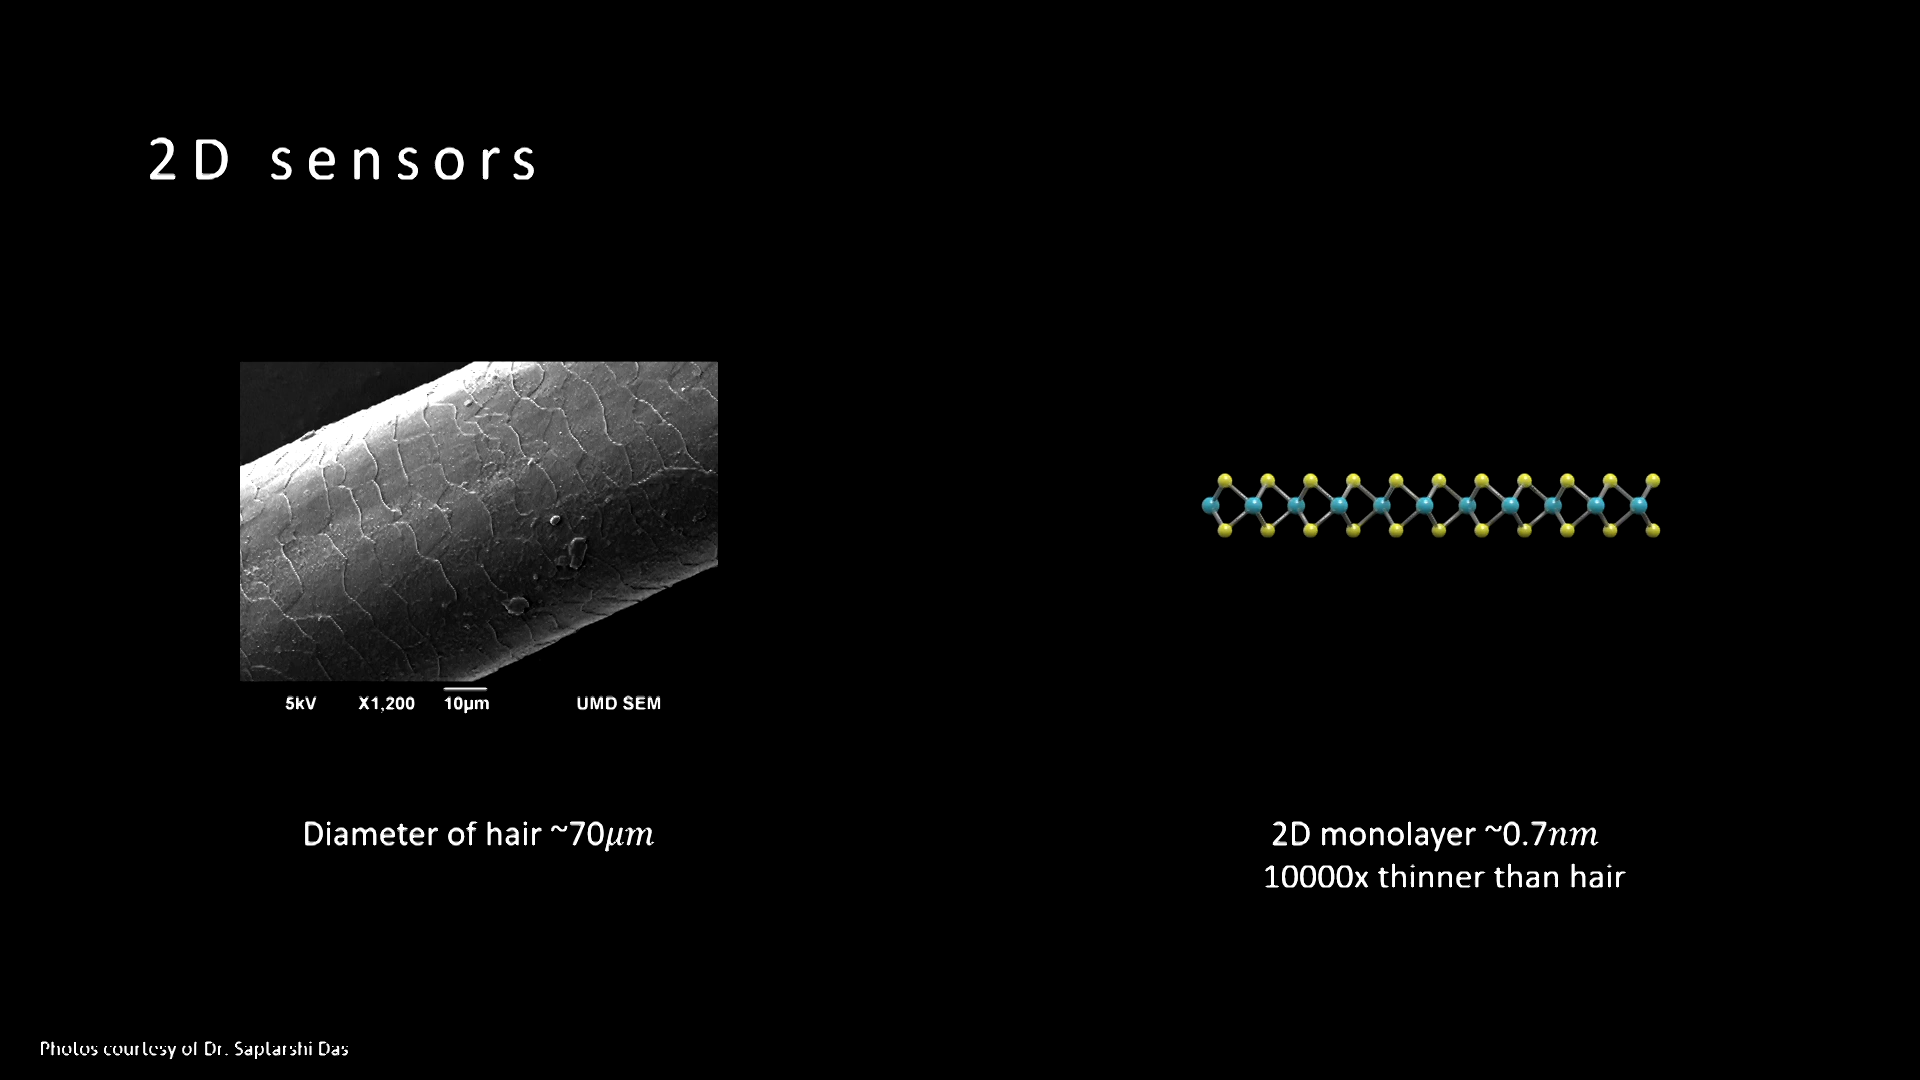 2D sensors
5kV X1,200 10µm UMD SEM
Diameter of hair ~70µm
2D monolayer ~0.7nm
10000x thinner than hair
Photos courtesy of Dr. Saptarshi Das